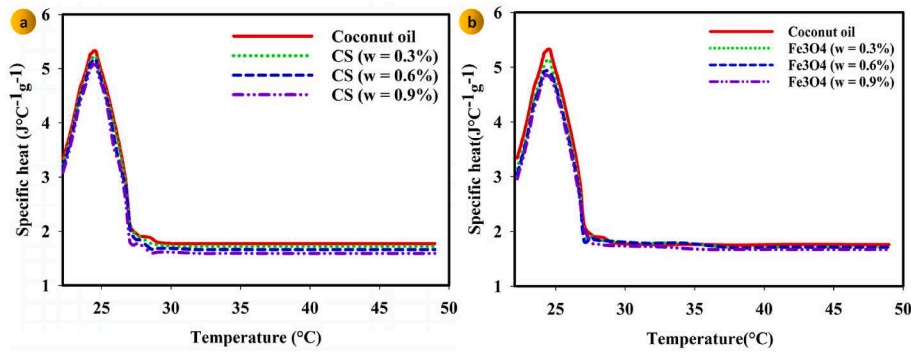 a
Coconut oil
CS (w = 0.3%)
CS (w = 0.6%)
CS (w = 0.9%)
6
5
4
3
2
1
25
30
35
40
45
50
Specific heat (J°C⁻¹g⁻¹)
Temperature (°C)
b
Coconut oil
Fe3O4 (w = 0.3%)
Fe3O4 (w = 0.6%)
Fe3O4 (w = 0.9%)
6
5
4
3
2
1
25
30
35
40
45
50
Specific heat(J°C⁻¹g⁻¹)
Temperature(°C)